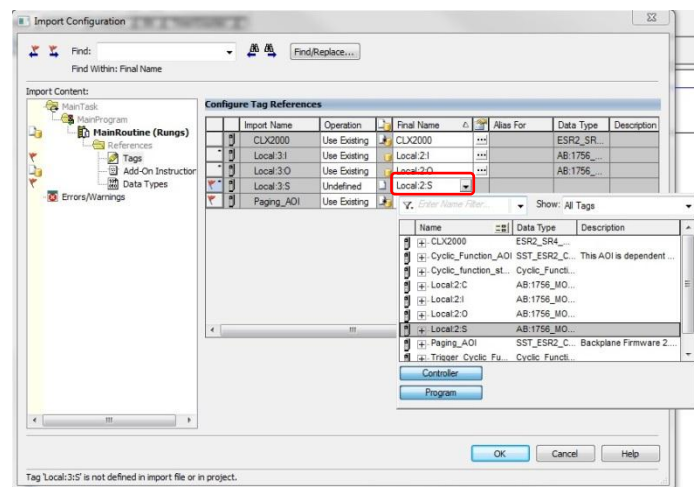 Import Configuration
Find:
Find/Replace...
Find Within: Final Name
Import Content:
MainTask
MainProgram
MainRoutine (Rungs)
References
Tags
Add-On Instruction
Data Types
Errors/Warnings
Configure Tag References
Import Name Operation Final Name Alias For Data Type Description
CLX2000 Use Existing CLX2000 ... ESR2_SR...
Local:3:I Use Existing Local:2:I ... AB:1756_...
Local:3:O Use Existing Local:2:O ... AB:1756_...
Local:3:S Undefined Local:2:S
Paging_AOI Use Existing
Enter Name Filter... Show: All Tags
Name Data Type Description
CLX2000 ESR2_SR4_...
Cyclic_Function_AOI SST_ESR2_C... This AOI is dependent ...
Cyclic_function_st... Cyclic_Functi...
Local:2:C AB:1756_MO...
Local:2:I AB:1756_MO...
Local:2:O AB:1756_MO...
Local:2:S AB:1756_MO...
Paging_AOI SST_ESR2_C... Backplane Firmware 2....
Trigger_Cyclic_Fu... Cyclic_Functi...
Controller
Program
OK Cancel Help
Tag 'Local:3:S' is not defined in import file or in project.